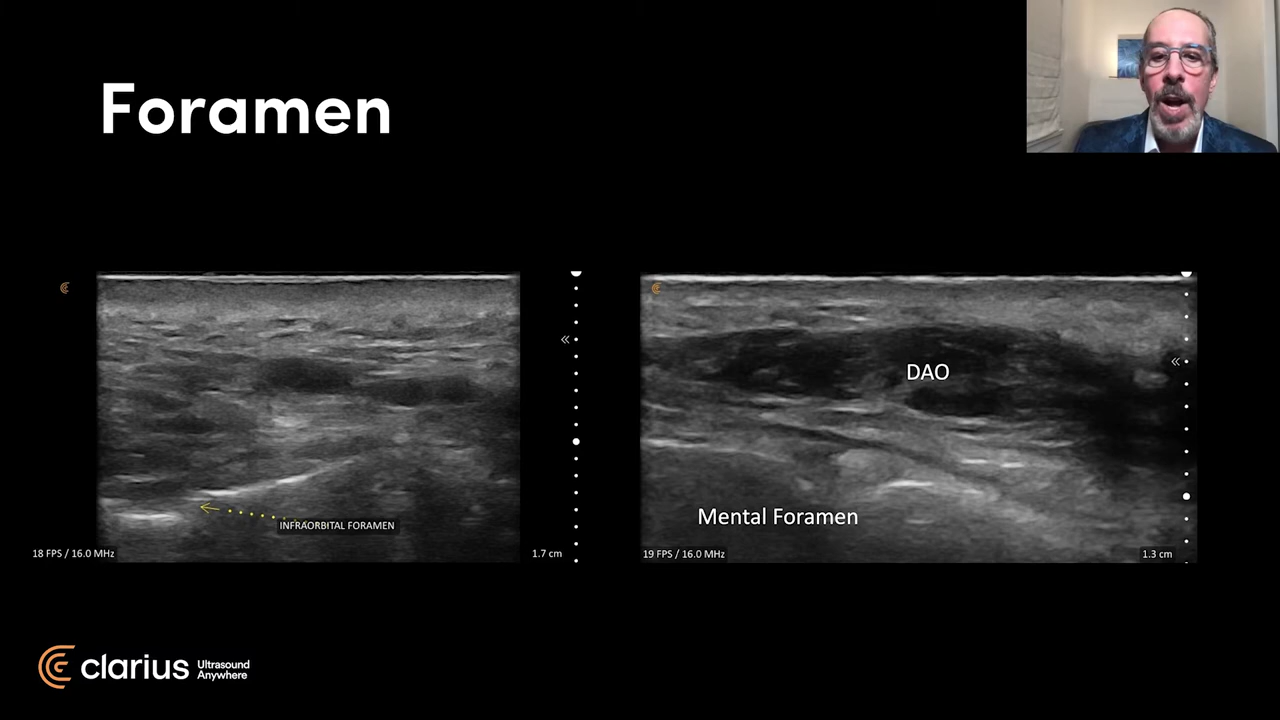 Foramen
INFRAORBITAL FORAMEN
18 FPS / 16.0 MHz
1.7 cm
DAO
Mental Foramen
19 FPS / 16.0 MHz
1.3 cm
clarius
Ultrasound
Anywhere